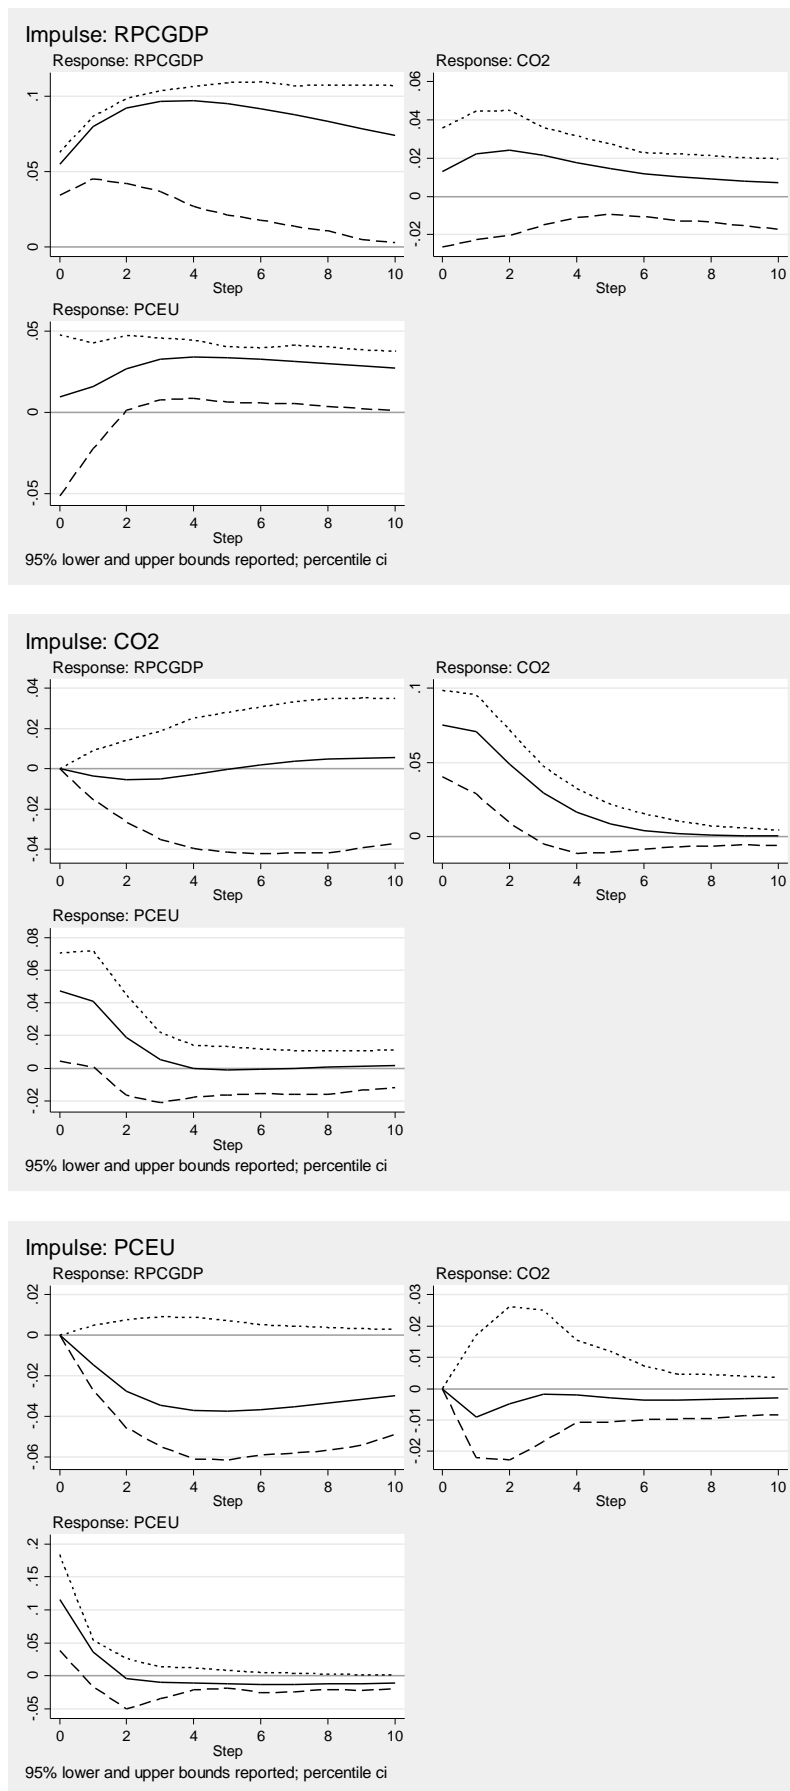 Impulse: RPCGDP
Response: RPCGDP
Response: CO2
.1
.05
0
0 2 4 6 8 10
Step
.06
.04
.02
0
-.02
0 2 4 6 8 10
Step
Response: PCEU
.05
0
-.05
0 2 4 6 8 10
Step
95% lower and upper bounds reported; percentile ci
Impulse: CO2
Response: RPCGDP
Response: CO2
.04
.02
0
-.02
-.04
0 2 4 6 8 10
Step
.1
.05
0
0 2 4 6 8 10
Step
Response: PCEU
.08
.06
.04
.02
0
-.02
0 2 4 6 8 10
Step
95% lower and upper bounds reported; percentile ci
Impulse: PCEU
Response: RPCGDP
Response: CO2
.02
0
-.02
-.04
-.06
0 2 4 6 8 10
Step
.03
.02
.01
0
-.01
-.02
0 2 4 6 8 10
Step
Response: PCEU
.2
.15
.1
.05
0
-.05
0 2 4 6 8 10
Step
95% lower and upper bounds reported; percentile ci